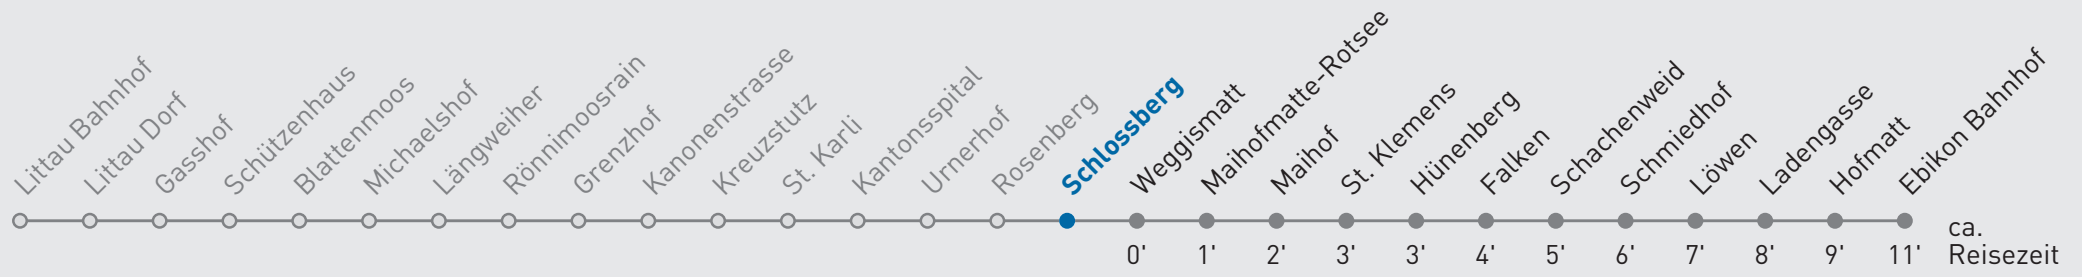 Littau Bahnhof
Littau Dorf
Gasshof
Schützenhaus
Blattenmoos
Michaelshof
Längweiher
Rönnimoosrain
Grenzhof
Kanonenstrasse
Kreuzstutz
St. Karli
Kantonsspital
Urnerhof
Rosenberg
Schlossberg
Weggismatt
Maihofmatte-Rotsee
Maihof
St. Klemens
Hünenberg
Falken
Schachenweid
Schmiedhof
Löwen
Ladengasse
Hofmatt
Ebikon Bahnhof
0' 1' 2' 3' 3' 4' 5' 6' 7' 8' 9' 11'
ca.
Reisezeit